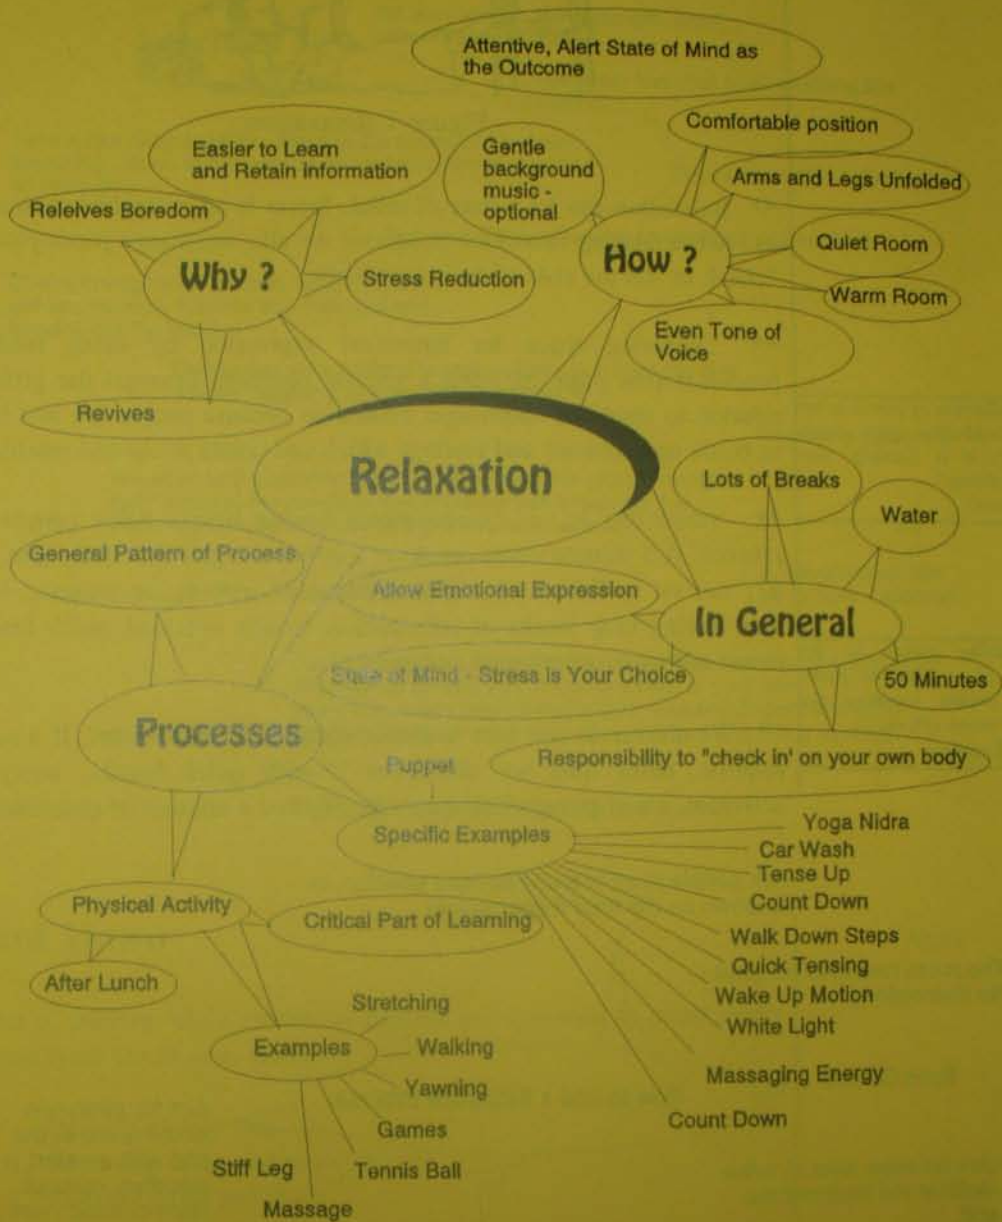 Attentive, Alert State of Mind as
the Outcome
Comfortable position
Easier to Learn
and Retain information
Gentle
background
music -
optional
Arms and Legs Unfolded
Releives Boredom
Quiet Room
Why ?
How ?
Stress Reduction
Warm Room
Even Tone of
Voice
Revives
Relaxation
Lots of Breaks
Water
General Pattern of Process
Allow Emotional Expression
In General
State of Mind - Stress is Your Choice
50 Minutes
Processes
Responsibility to "check in' on your own body
Puppet
Specific Examples
Yoga Nidra
Car Wash
Tense Up
Count Down
Physical Activity
Critical Part of Learning
Walk Down Steps
Quick Tensing
After Lunch
Wake Up Motion
Stretching
White Light
Examples
Walking
Massaging Energy
Yawning
Count Down
Games
Stiff Leg
Tennis Ball
Massage